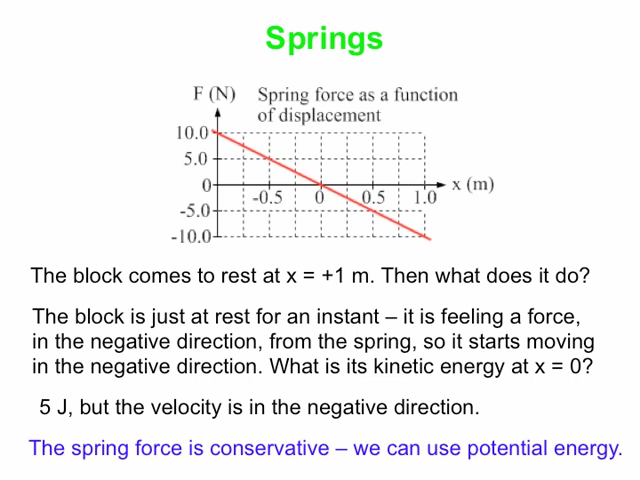 Springs
F (N)
Spring force as a function
of displacement
10.0
5.0
0
-5.0
-10.0
-0.5
0
0.5
1.0
x (m)
The block comes to rest at x = +1 m. Then what does it do?
The block is just at rest for an instant – it is feeling a force,
in the negative direction, from the spring, so it starts moving
in the negative direction. What is its kinetic energy at x = 0?
5 J, but the velocity is in the negative direction.
The spring force is conservative – we can use potential energy.